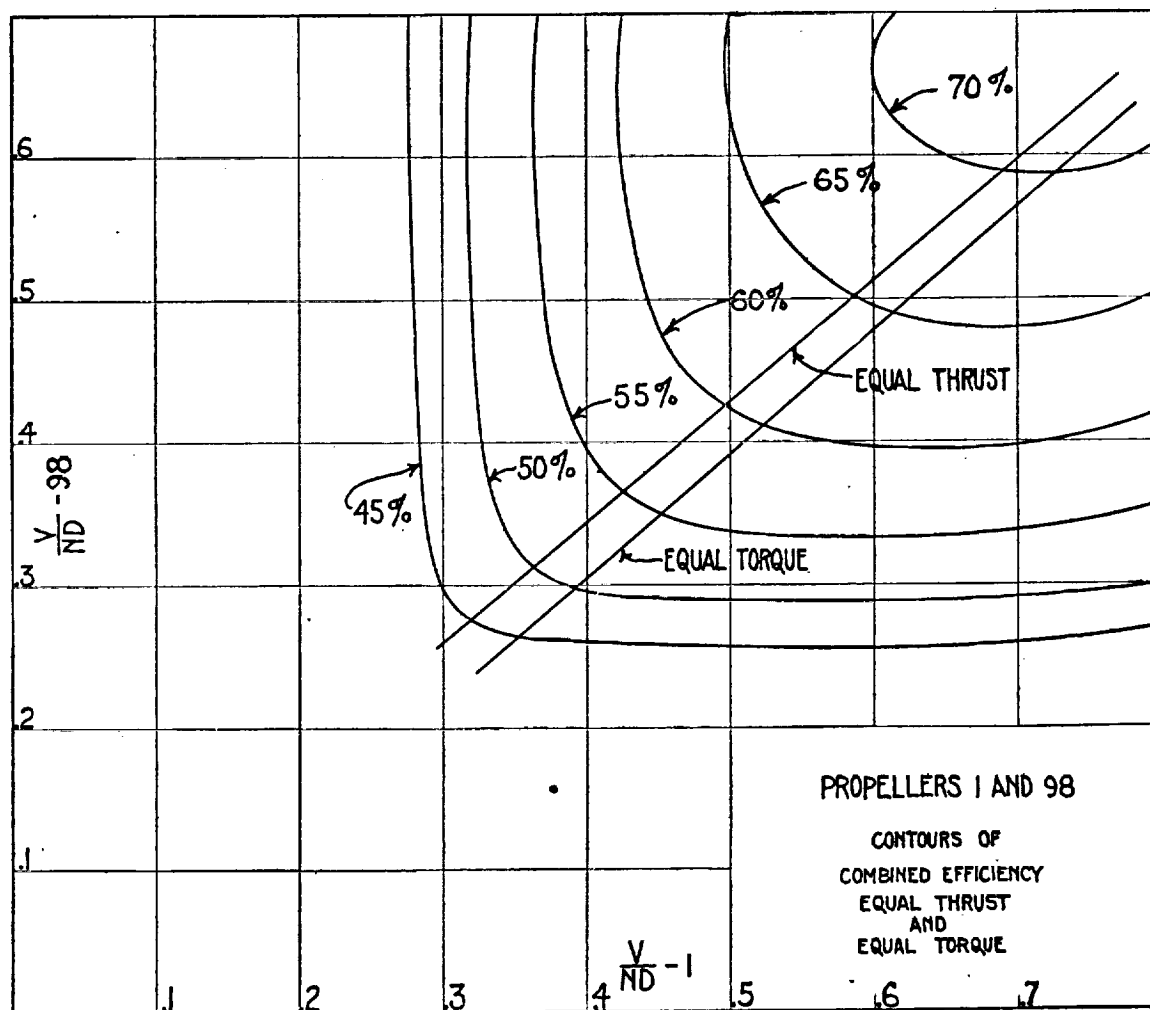 70%
.6
65%
.5
60%
EQUAL THRUST
55%
.4
50%
V/ND - 98
45%
EQUAL TORQUE
.3
.2
PROPELLERS 1 AND 98
CONTOURS OF
COMBINED EFFICIENCY
EQUAL THRUST
AND
EQUAL TORQUE
.1
V/ND - 1
.1 .2 .3 .4 .5 .6 .7